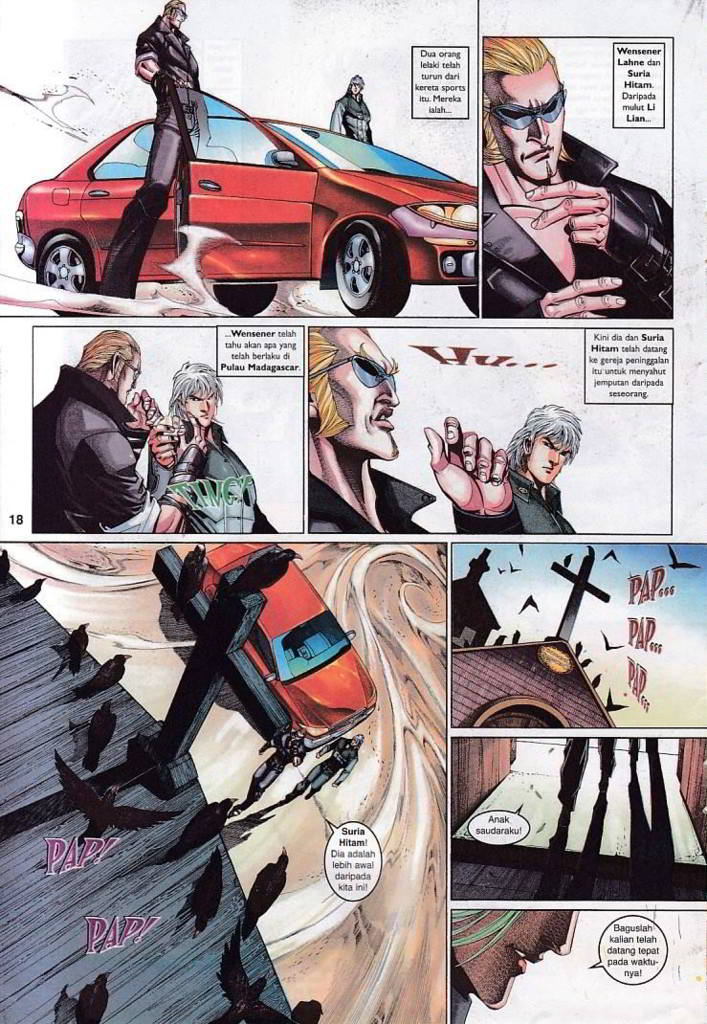 Dua orang
lelaki telah
turun dari
kereta sports
itu. Mereka
ialah...
Wensener
Lahne dan
Suria
Hitam.
Daripada
mulut Li
Lian...
...Wensener telah
tahu akan apa yang
telah berlaku di
Pulau Madagascar.
TING!
Hu...
Kini dia dan Suria
Hitam telah datang
ke gereja peninggalan
itu untuk menyahut
jemputan daripada
seseorang.
18
PAP!
PAP!
Suria
Hitam!
Dia adalah
lebih awal
daripada
kita ini!
PAP...
PAP...
PAP
Anak
saudaraku!
Baguslah
kalian telah
datang tepat
pada waktu-
nya!